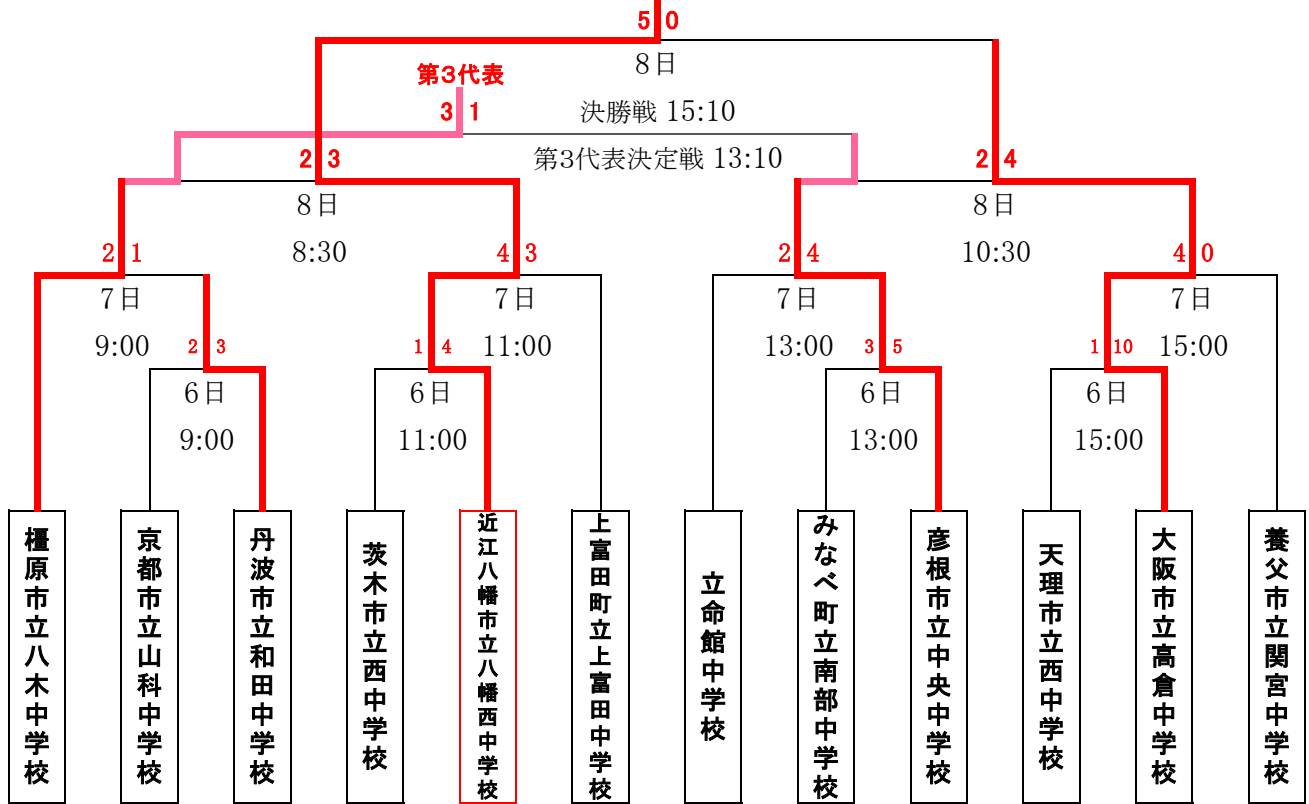 5 0
8日
第3代表
3 1
決勝戦 15:10
2 3
第3代表決定戦 13:10
2 4
8日
8日
2 1
8:30
4 3
2 4
10:30
4 0
7日
7日
7日
7日
9:00
2 3
1 4
11:00
13:00
3 5
1 10
15:00
6日
6日
6日
6日
9:00
11:00
13:00
15:00
橿原市立八木中学校
京都市立山科中学校
丹波市立和田中学校
茨木市立西中学校
近江八幡市立八幡西中学校
上富田町立上富田中学校
立命館中学校
みなべ町立南部中学校
彦根市立中央中学校
天理市立西中学校
大阪市立高倉中学校
養父市立関宮中学校